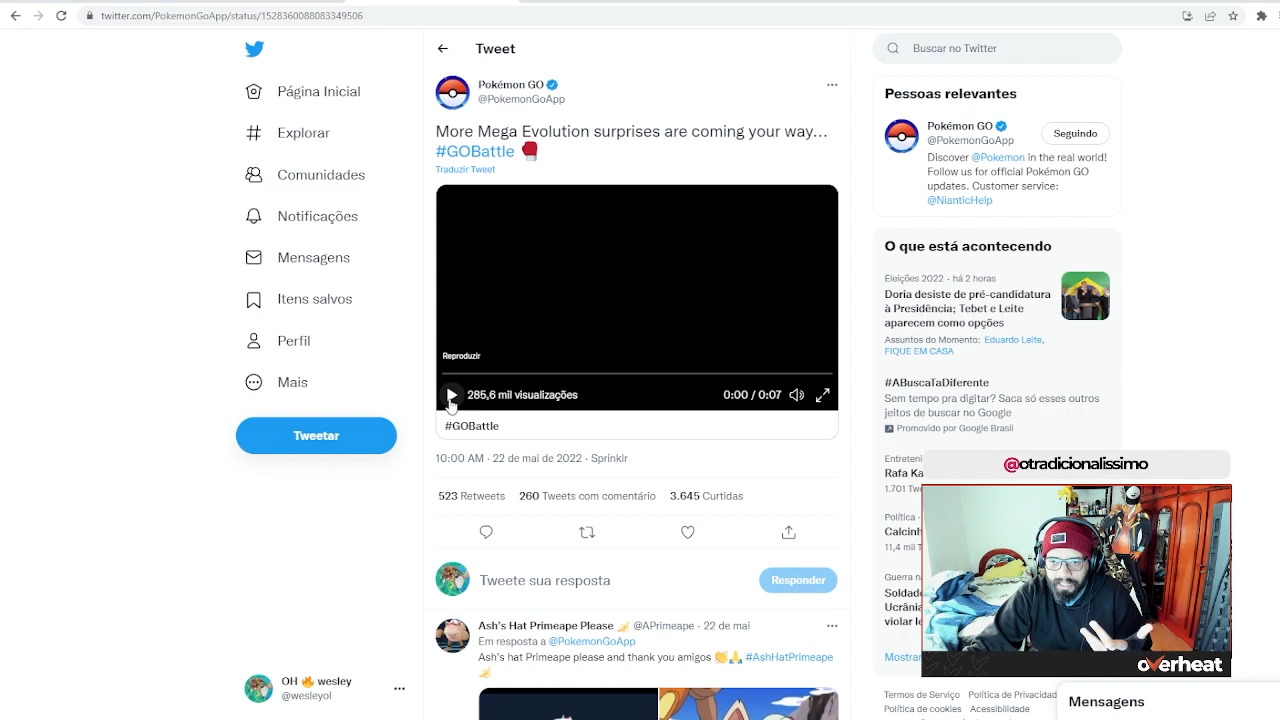 twitter.com/PokemonGoApp/status/1528360088083349506
Página Inicial
Explorar
Comunidades
Notificações
Mensagens
Itens salvos
Perfil
Mais
Tweetar
OH 🔥 wesley
@wesleyol
Tweet
Pokémon GO
@PokemonGoApp
More Mega Evolution surprises are coming your way…
#GOBattle 🥊
Traduzir Tweet
Reproduzir
285,6 mil visualizações
0:00 / 0:07
#GOBattle
10:00 AM · 22 de mai de 2022 · Sprinklr
523 Retweets 260 Tweets com comentário 3.645 Curtidas
Tweete sua resposta
Responder
Ash's Hat Primeape Please @APrimeape · 22 de mai
Em resposta a @PokemonGoApp
Ash's hat Primeape please and thank you amigos 👏🙏 #AshHatPrimeape
Buscar no Twitter
Pessoas relevantes
Pokémon GO
@PokemonGoApp
Seguindo
Discover @Pokemon in the real world!
Follow us for official Pokémon GO
updates. Customer service:
@NianticHelp
O que está acontecendo
Eleições 2022 · há 2 horas
Doria desiste de pré-candidatura
à Presidência; Tebet e Leite
aparecem como opções
Assuntos do Momento: Eduardo Leite,
FIQUE EM CASA
#ABuscaTaDiferente
Sem tempo pra digitar? Saca só esses outros
jeitos de buscar no Google
Promovido por Google Brasil
Entreteni
Rafa Ka
1.701 Twe
Política ·
Calcinh
11,4 mil T
Guerra na
Soldado
Ucrânia
violar le
Mostrar
@otradicionalissimo
overheat
Termos de Serviço Política de Privacidad
Política de cookies Acessibilidade
Mensagens